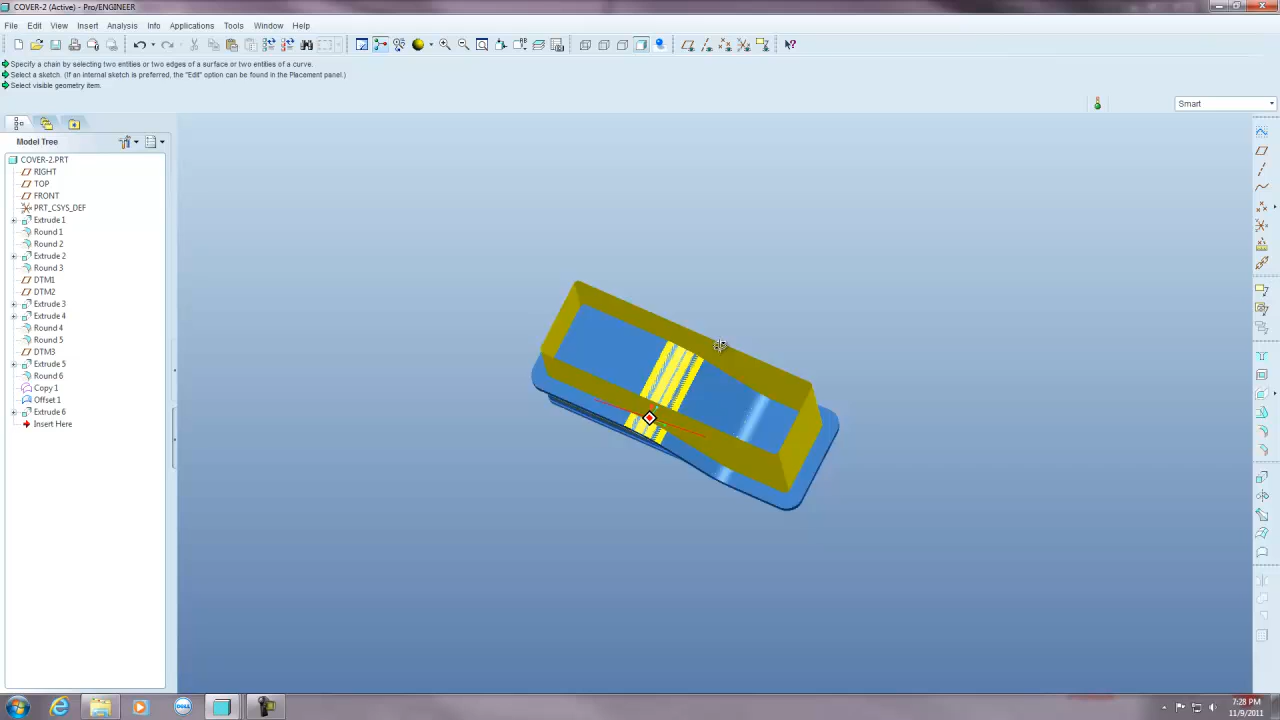 COVER-2 (Active) - Pro/ENGINEER
File Edit View Insert Analysis Info Applications Tools Window Help
Specify a chain by selecting two entities or two edges of a surface or two entities of a curve.
Select a sketch. (If an internal sketch is preferred, the "Edit" option can be found in the Placement panel.)
Select visible geometry item.
Smart
Model Tree
COVER-2.PRT
RIGHT
TOP
FRONT
PRT_CSYS_DEF
Extrude 1
Round 1
Round 2
Extrude 2
Round 3
DTM1
DTM2
Extrude 3
Extrude 4
Round 4
Round 5
DTM3
Extrude 5
Round 6
Copy 1
Offset 1
Extrude 6
Insert Here
DELL
7:28 PM
11/9/2011